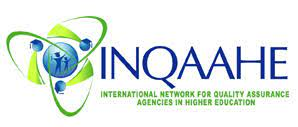 INQAAHE
INTERNATIONAL NETWORK FOR QUALITY ASSURANCE
AGENCIES IN HIGHER EDUCATION